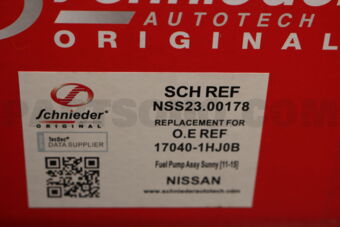 Schnieder
AUTOTECH
ORIGINAL
Schnieder®
ORIGINAL
TecDoc
DATA SUPPLIER
SCH REF
NSS23.00178
REPLACEMENT FOR
O.E REF
17040-1HJ0B
Fuel Pump Assy Sunny [11-15]
NISSAN
www.schniederautotech.com